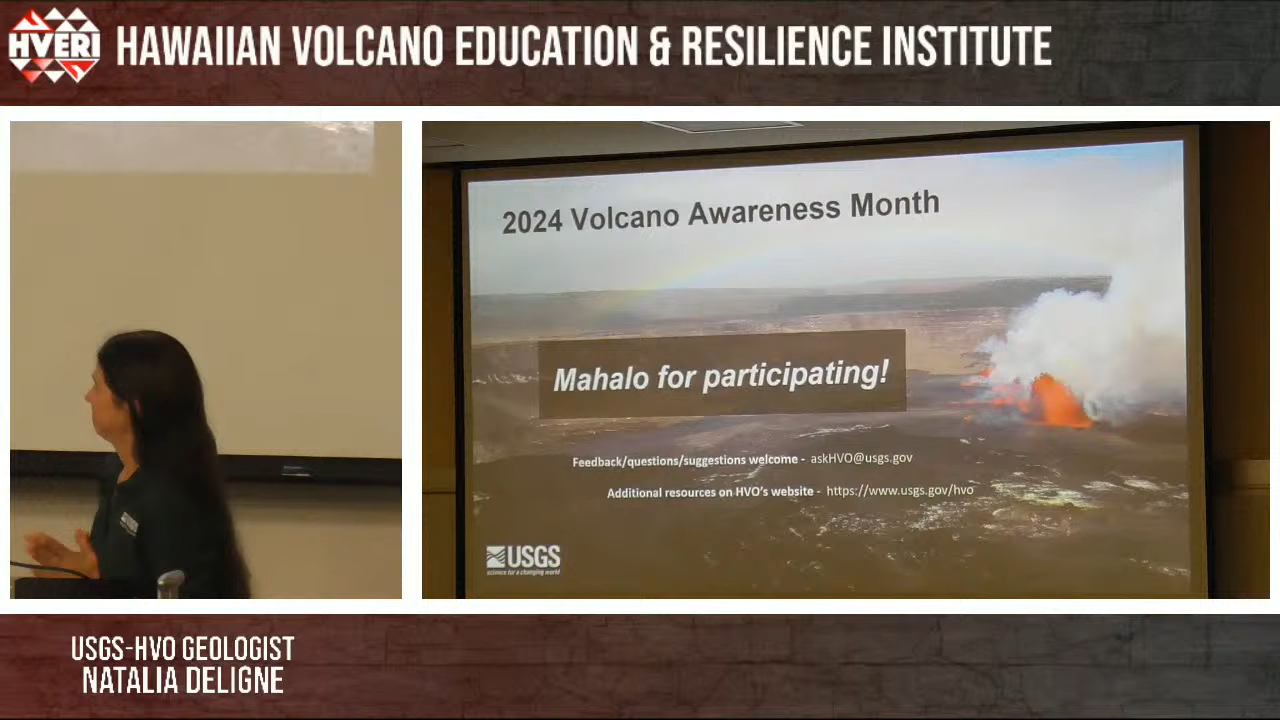 HVERI
HAWAIIAN VOLCANO EDUCATION & RESILIENCE INSTITUTE
2024 Volcano Awareness Month
Mahalo for participating!
Feedback/questions/suggestions welcome - askHVO@usgs.gov
Additional resources on HVO's website - https://www.usgs.gov/hvo
USGS
science for a changing world
USGS-HVO GEOLOGIST
NATALIA DELIGNE